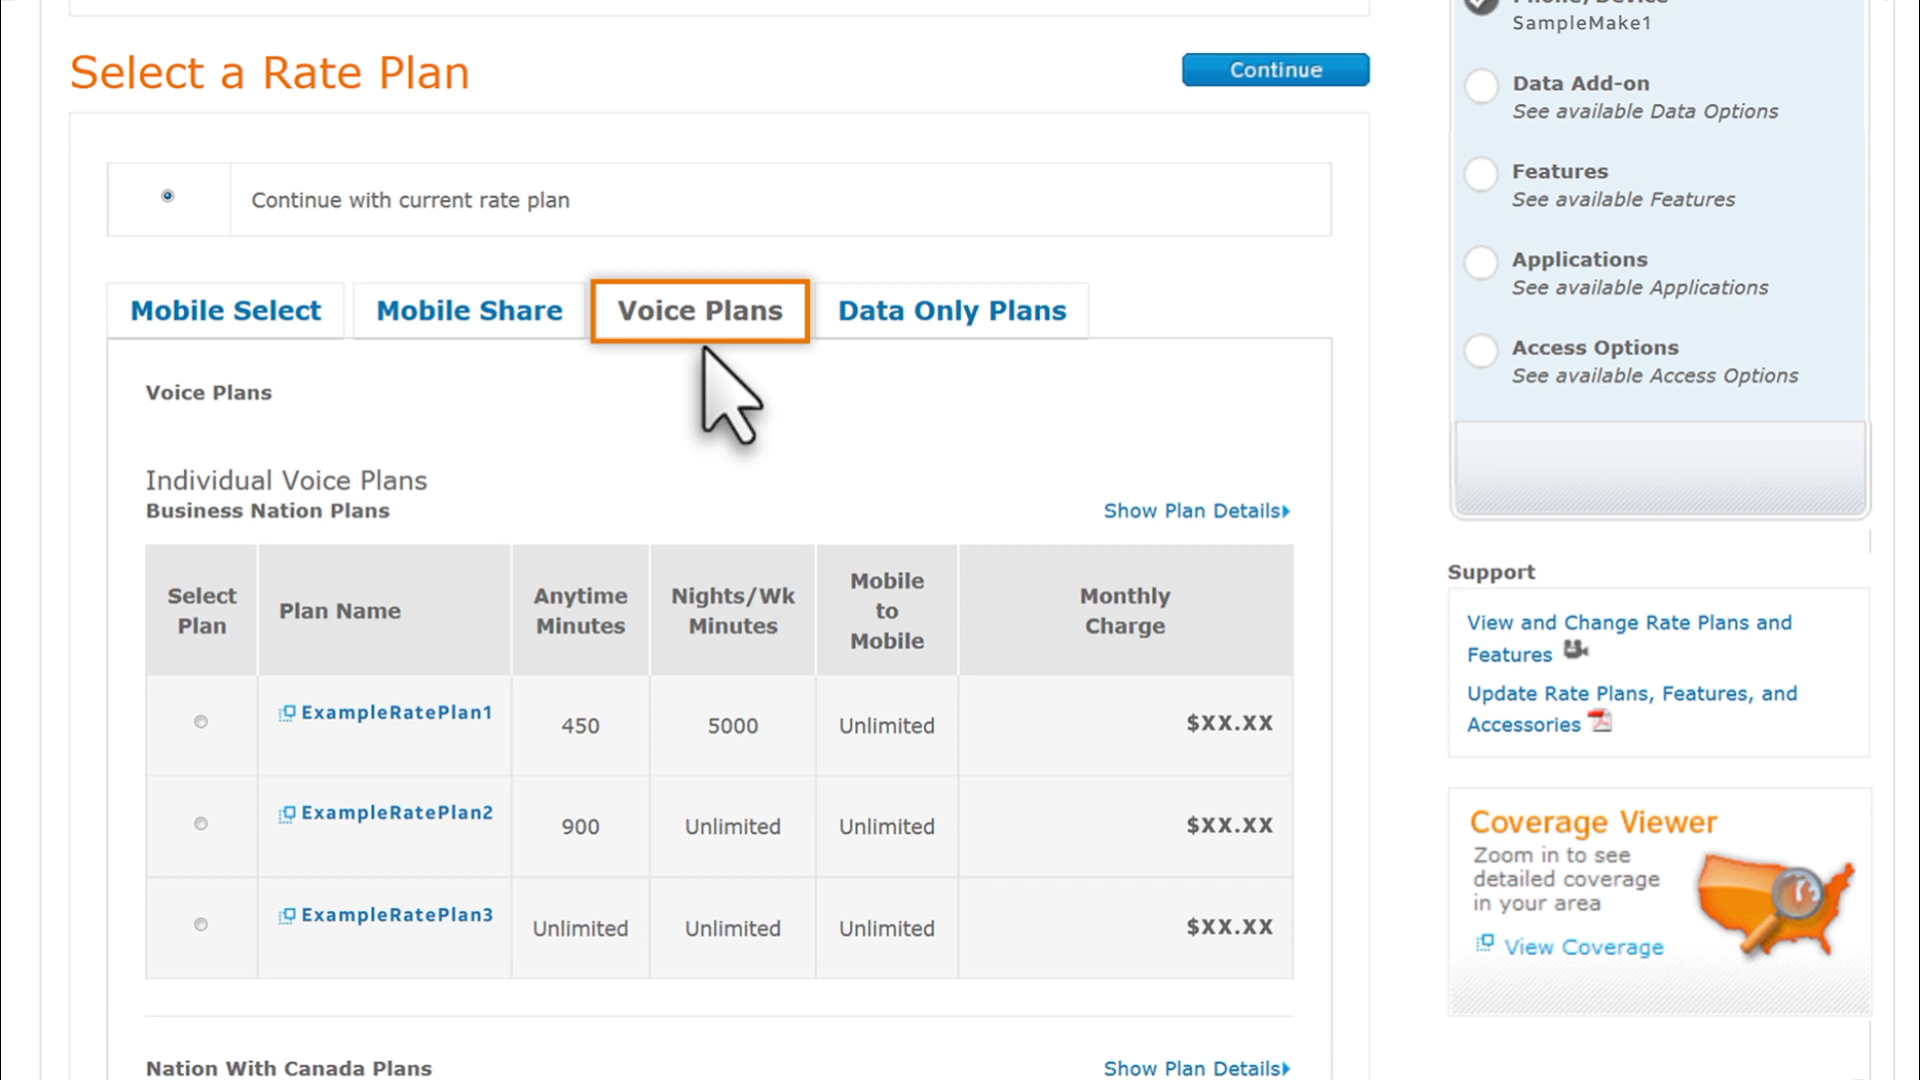 Select a Rate Plan
Continue
Continue with current rate plan
Mobile Select
Mobile Share
Voice Plans
Data Only Plans
Voice Plans
Individual Voice Plans
Business Nation Plans
Show Plan Details
Select
Plan
Plan Name
Anytime
Minutes
Nights/Wk
Minutes
Mobile
to
Mobile
Monthly
Charge
ExampleRatePlan1
450
5000
Unlimited
$XX.XX
ExampleRatePlan2
900
Unlimited
Unlimited
$XX.XX
ExampleRatePlan3
Unlimited
Unlimited
Unlimited
$XX.XX
Nation With Canada Plans
Show Plan Details
Phone/Device
SampleMake1
Data Add-on
See available Data Options
Features
See available Features
Applications
See available Applications
Access Options
See available Access Options
Support
View and Change Rate Plans and
Features
Update Rate Plans, Features, and
Accessories
Coverage Viewer
Zoom in to see
detailed coverage
in your area
View Coverage